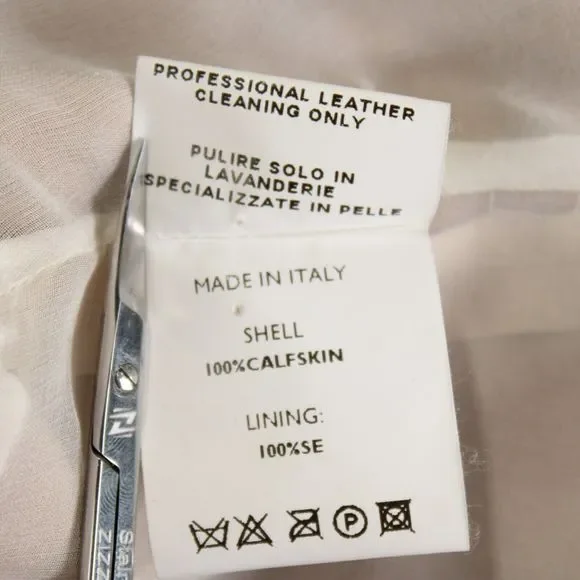 PROFESSIONAL LEATHER
CLEANING ONLY
PULIRE SOLO IN
LAVANDERIE
SPECIALIZZATE IN PELLE
MADE IN ITALY
SHELL
100%CALFSKIN
LINING:
100%SE
P